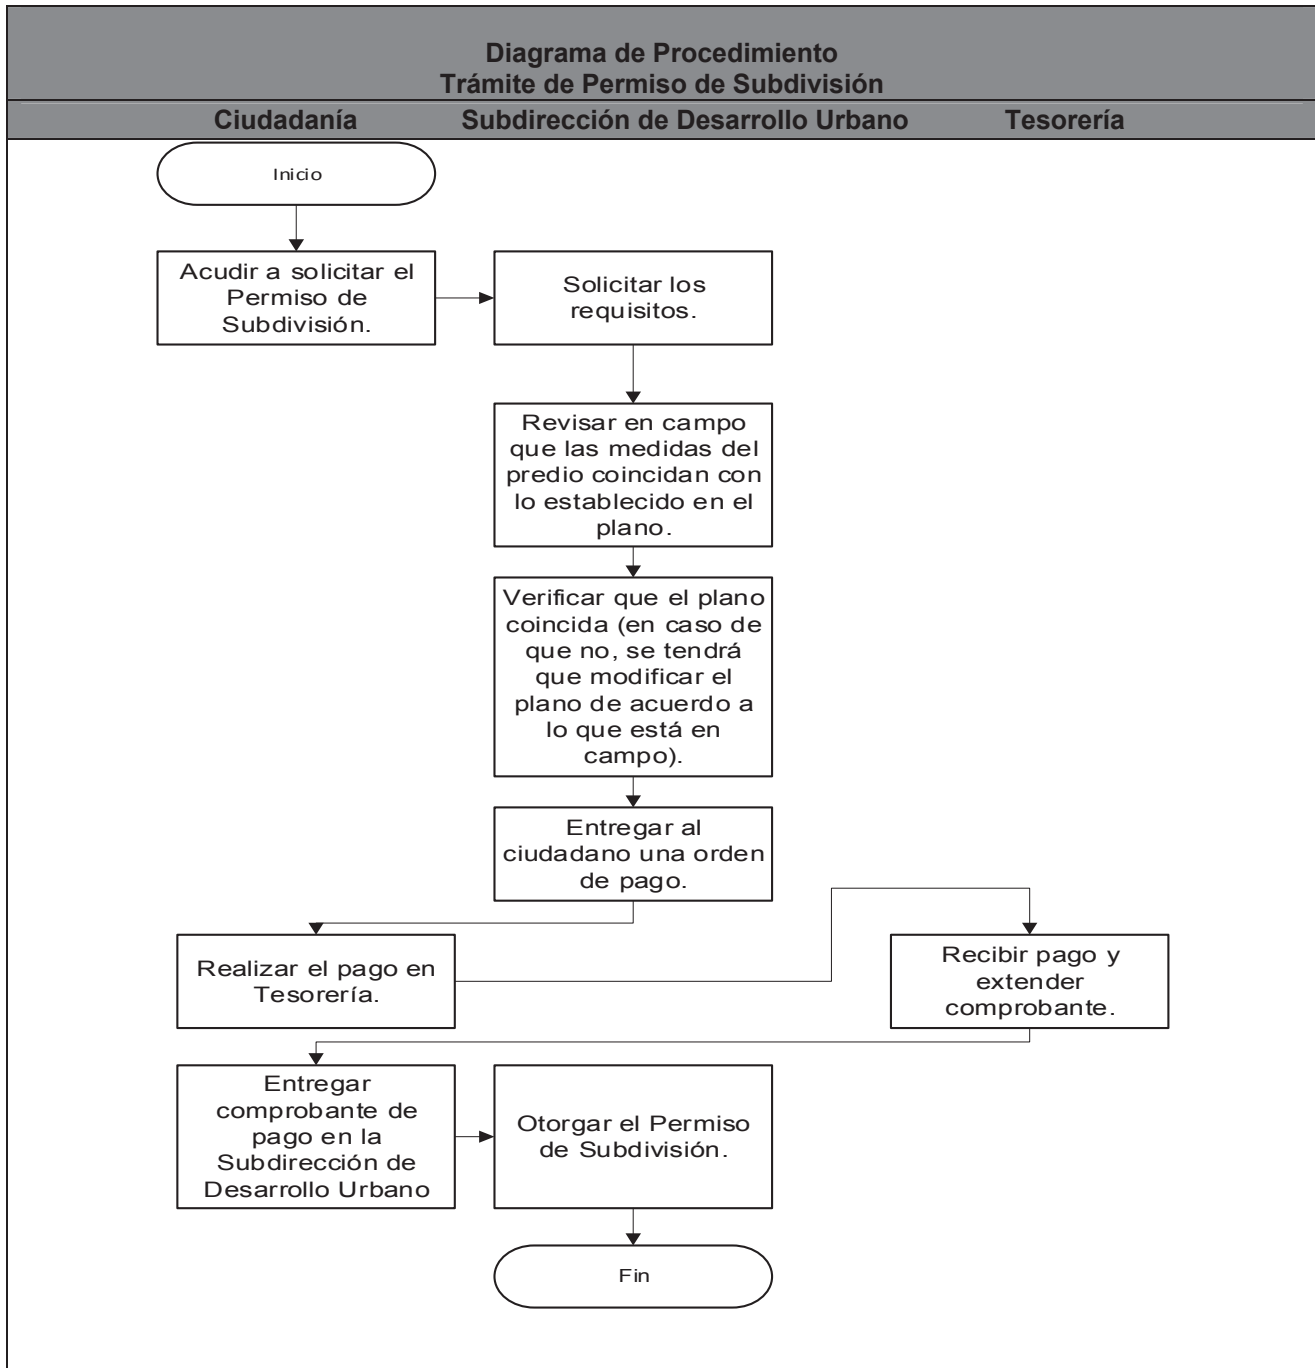 Diagrama de Procedimiento
Trámite de Permiso de Subdivisión
Ciudadanía Subdirección de Desarrollo Urbano Tesorería
Inicio
Acudir a solicitar el
Permiso de
Subdivisión.
Solicitar los
requisitos.
Revisar en campo
que las medidas del
predio coincidan con
lo establecido en el
plano.
Verificar que el plano
coincida (en caso de
que no, se tendrá
que modificar el
plano de acuerdo a
lo que está en
campo).
Entregar al
ciudadano una orden
de pago.
Realizar el pago en
Tesorería.
Recibir pago y
extender
comprobante.
Entregar
comprobante de
pago en la
Subdirección de
Desarrollo Urbano
Otorgar el Permiso
de Subdivisión.
Fin